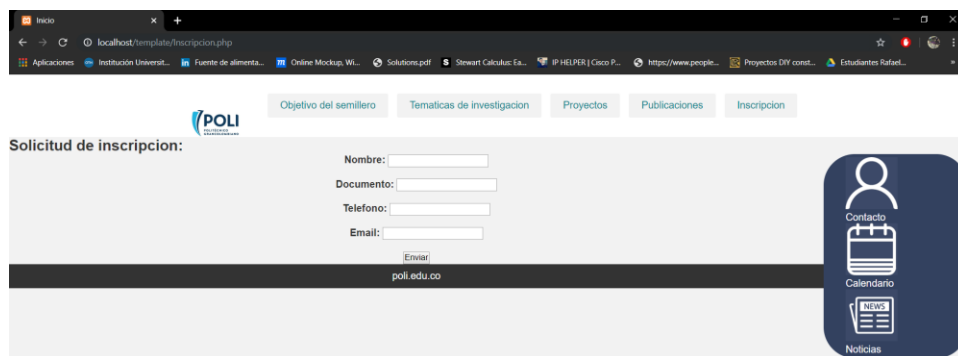 Inicio
localhost/template/Inscripcion.php
Aplicaciones Institución Universit... Fuente de alimenta... Online Mockup, Wi... Solutions.pdf Stewart Calculus: Ea... IP HELPER | Cisco P... https://www.people... Proyectos DIY const... Estudiantes Rafael...
POLI
POLITÉCNICO
GRANCOLOMBIANO
Objetivo del semillero Tematicas de investigacion Proyectos Publicaciones Inscripcion
Solicitud de inscripcion:
Nombre:
Documento:
Telefono:
Email:
Enviar
poli.edu.co
Contacto
Calendario
NEWS
Noticias